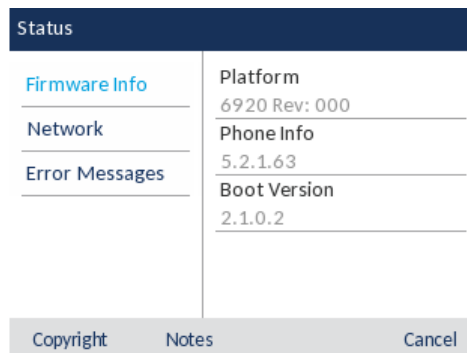 Status
Firmware Info
Network
Error Messages
Platform
6920 Rev: 000
Phone Info
5.2.1.63
Boot Version
2.1.0.2
Copyright Notes Cancel